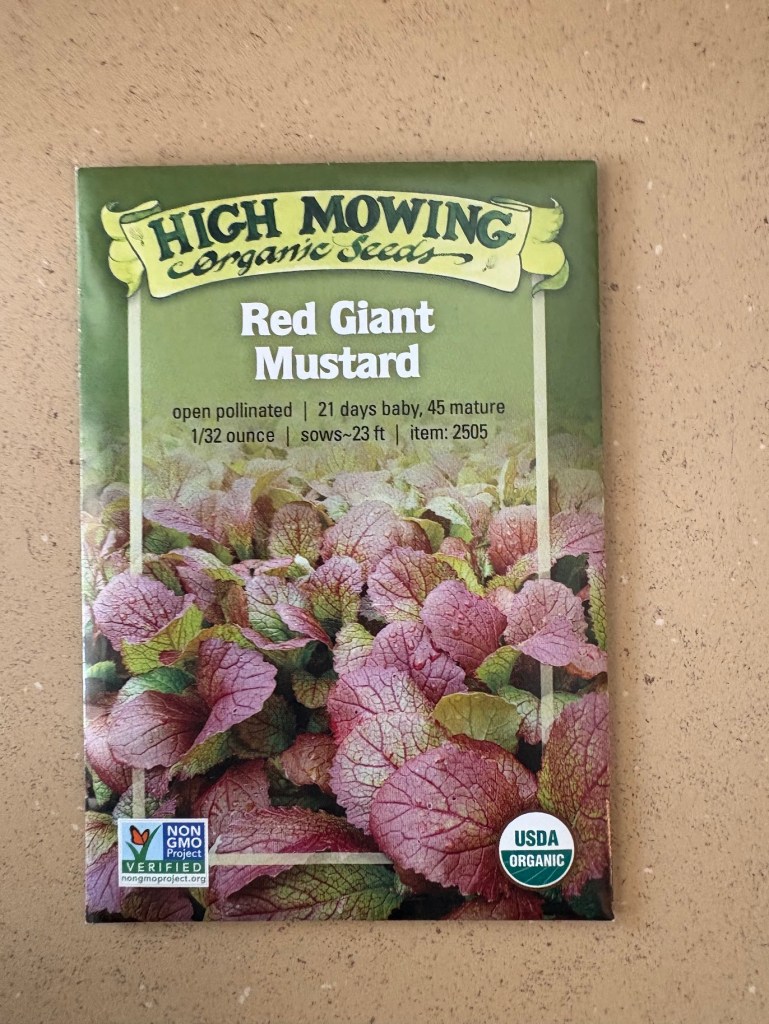 HIGH MOWING
Organic Seeds
Red Giant
Mustard
open pollinated | 21 days baby, 45 mature
1/32 ounce | sows~23 ft | item: 2505
NON
GMO
Project
VERIFIED
nongmoproject.org
USDA
ORGANIC